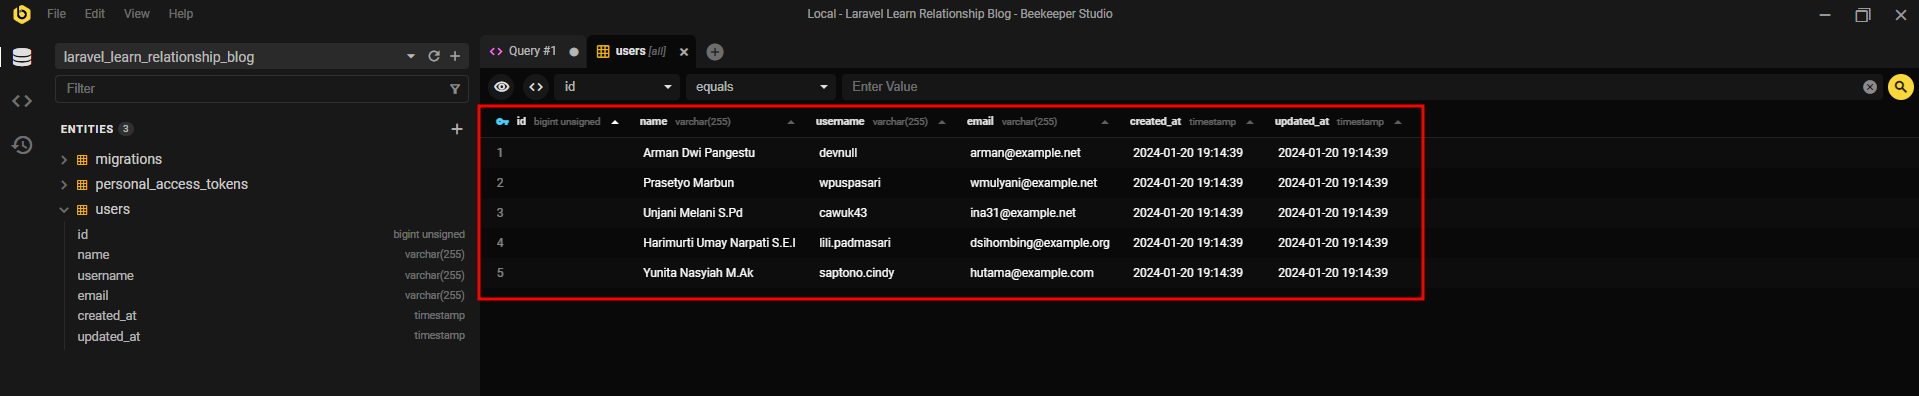 File Edit View Help
Local - Laravel Learn Relationship Blog - Beekeeper Studio
laravel_learn_relationship_blog
Filter
ENTITIES 3
migrations
personal_access_tokens
users
id bigint unsigned
name varchar(255)
username varchar(255)
email varchar(255)
created_at timestamp
updated_at timestamp
Query #1
users [all]
id equals Enter Value
id bigint unsigned name varchar(255) username varchar(255) email varchar(255) created_at timestamp updated_at timestamp
1 Arman Dwi Pangestu devnull arman@example.net 2024-01-20 19:14:39 2024-01-20 19:14:39
2 Prasetyo Marbun wpuspasari wmulyani@example.net 2024-01-20 19:14:39 2024-01-20 19:14:39
3 Unjani Melani S.Pd cawuk43 ina31@example.net 2024-01-20 19:14:39 2024-01-20 19:14:39
4 Harimurti Umay Narpati S.E.I lili.padmasari dsihombing@example.org 2024-01-20 19:14:39 2024-01-20 19:14:39
5 Yunita Nasyiah M.Ak saptono.cindy hutama@example.com 2024-01-20 19:14:39 2024-01-20 19:14:39